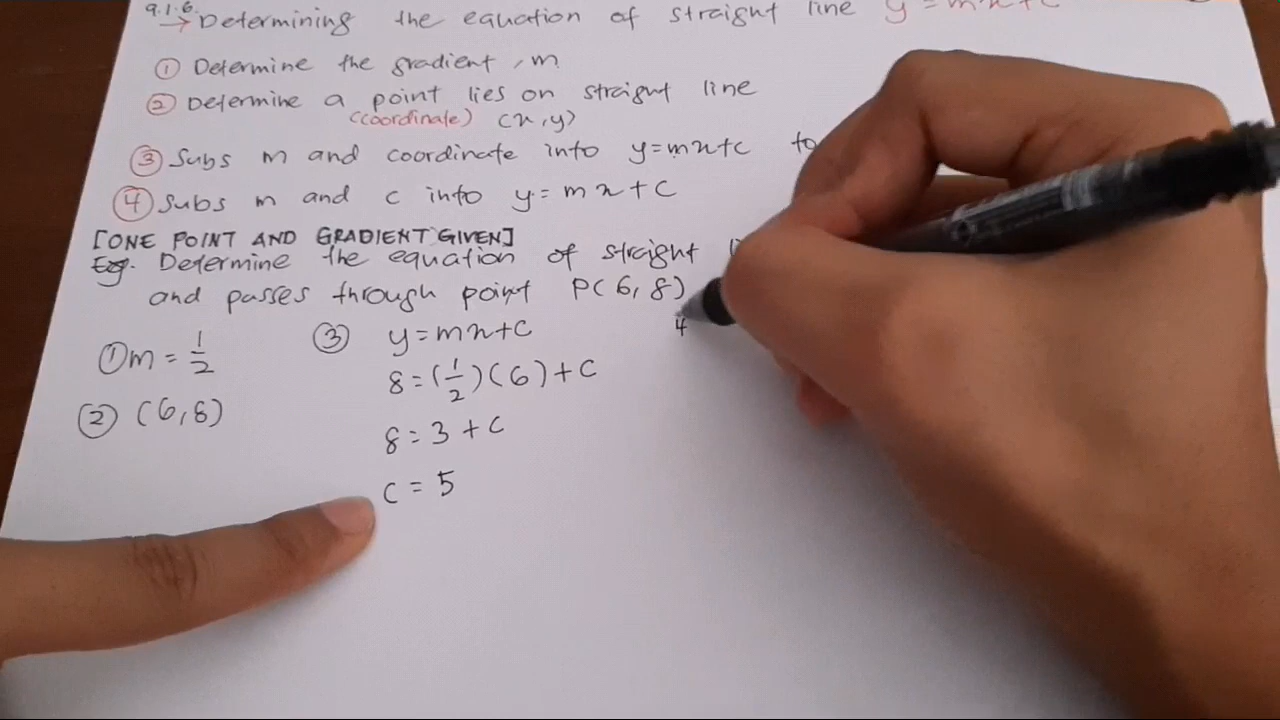 9.1.6.
→ Determining the equation of straight line y = mx + c
① Determine the gradient, m
② Determine a point lies on straight line
(coordinate) (x, y)
③ Subs m and coordinate into y = mx + c to
④ Subs m and c into y = mx + c
[ONE POINT AND GRADIENT GIVEN]
Eg. Determine the equation of straight
and passes through point P(6, 8)
① m = 1/2
② (6, 8)
③ y = mx + c
8 = (1/2)(6) + c
8 = 3 + c
c = 5
4